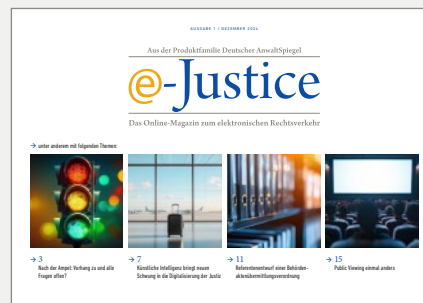 AUSGABE 1 | DEZEMBER 2024
Aus der Produktfamilie Deutscher AnwaltSpiegel
e-Justice
Das Online-Magazin zum elektronischen Rechtsverkehr
→ unter anderem mit folgenden Themen:
→ 3
Nach der Ampel: Vorhang zu und alle
Fragen offen?
→ 7
Künstliche Intelligenz bringt neuen
Schwung in die Digitalisierung der Justiz
→ 11
Referentenentwurf einer Behörden-
aktenübermittlungsverordnung
→ 15
Public Viewing einmal anders